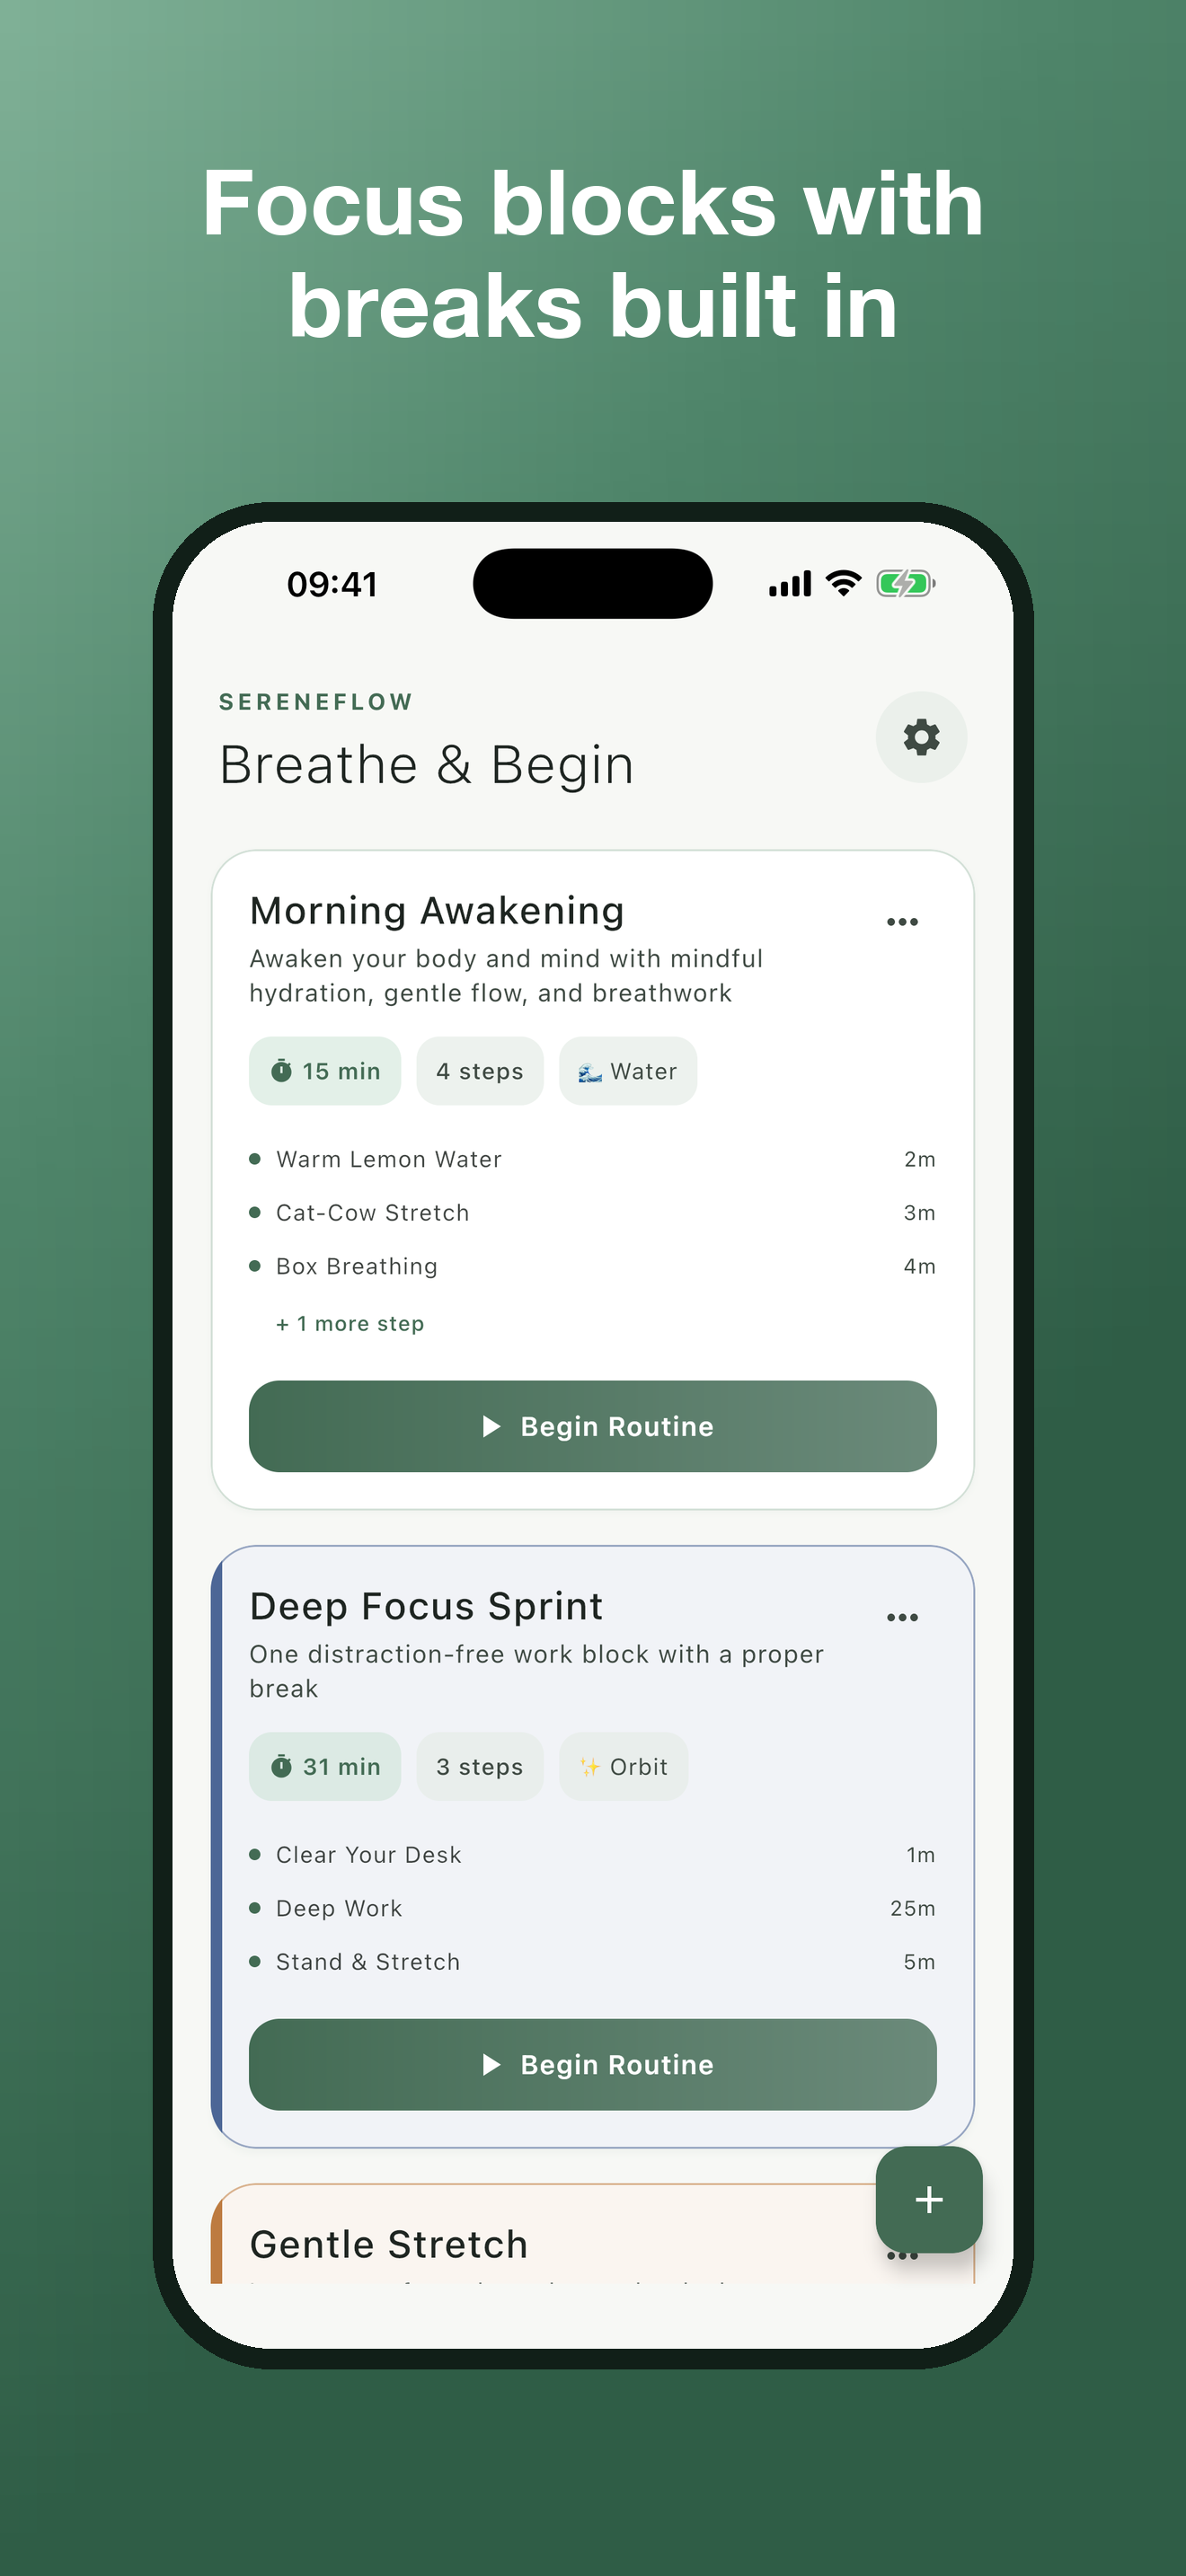 Focus blocks with
breaks built in
09:41
SERENEFLOW
Breathe & Begin
Morning Awakening
Awaken your body and mind with mindful
hydration, gentle flow, and breathwork
15 min
4 steps
Water
Warm Lemon Water
2m
Cat-Cow Stretch
3m
Box Breathing
4m
+ 1 more step
Begin Routine
Deep Focus Sprint
One distraction-free work block with a proper
break
31 min
3 steps
Orbit
Clear Your Desk
1m
Deep Work
25m
Stand & Stretch
5m
Begin Routine
Gentle Stretch